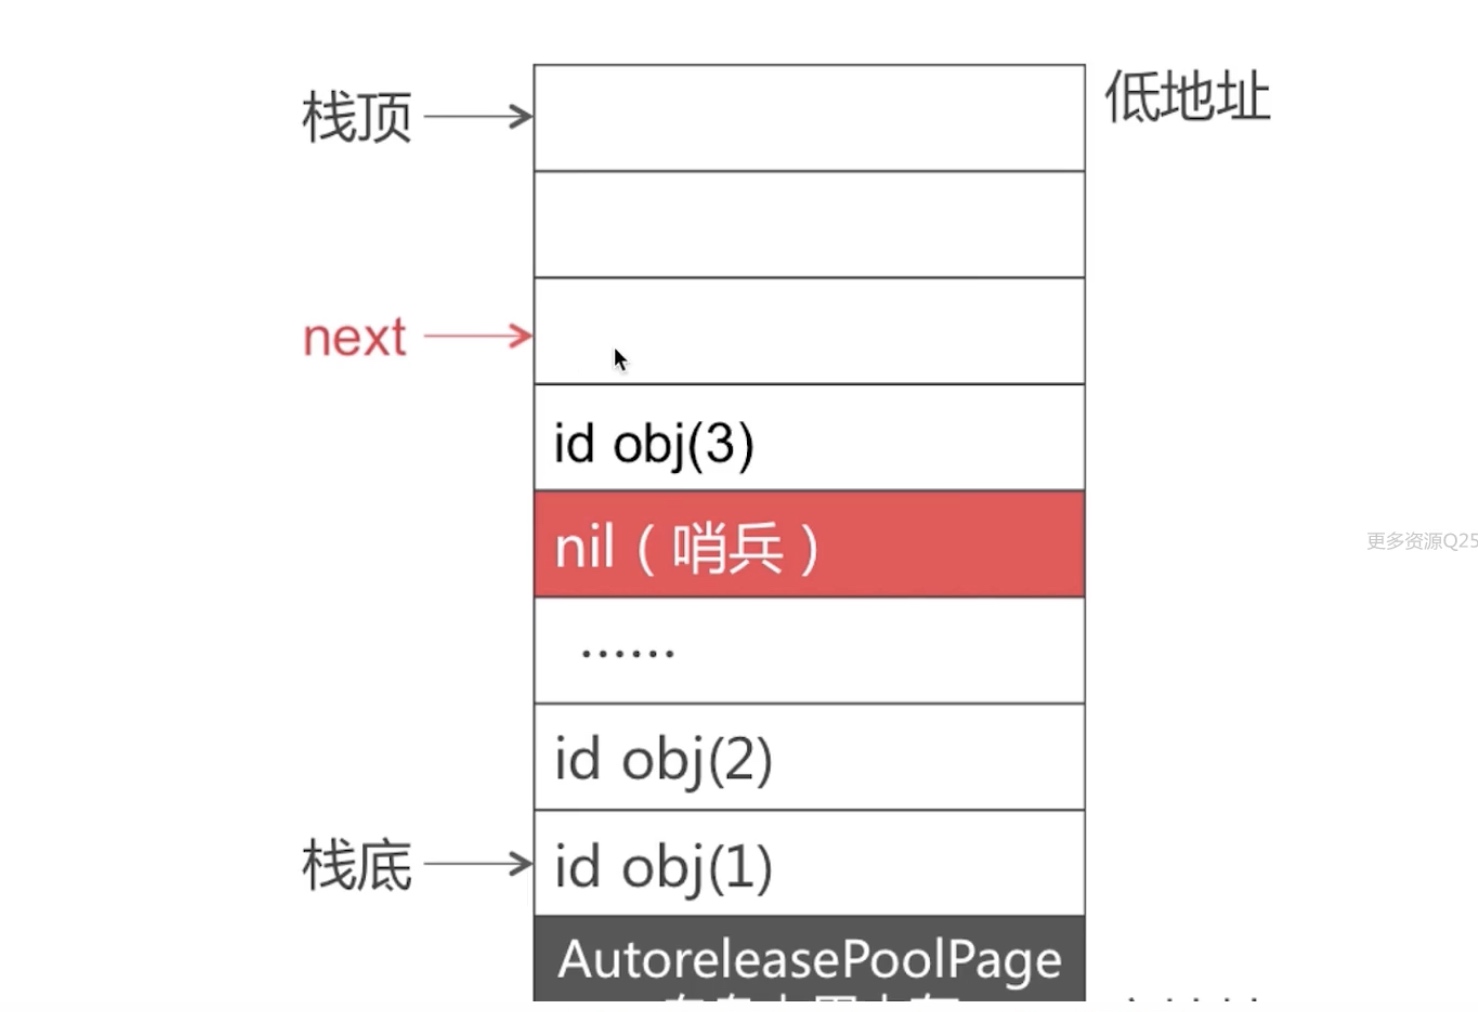 栈顶
低地址
next
id obj(3)
nil（哨兵）
更多资源Q25
······
id obj(2)
栈底
id obj(1)
AutoreleasePoolPage